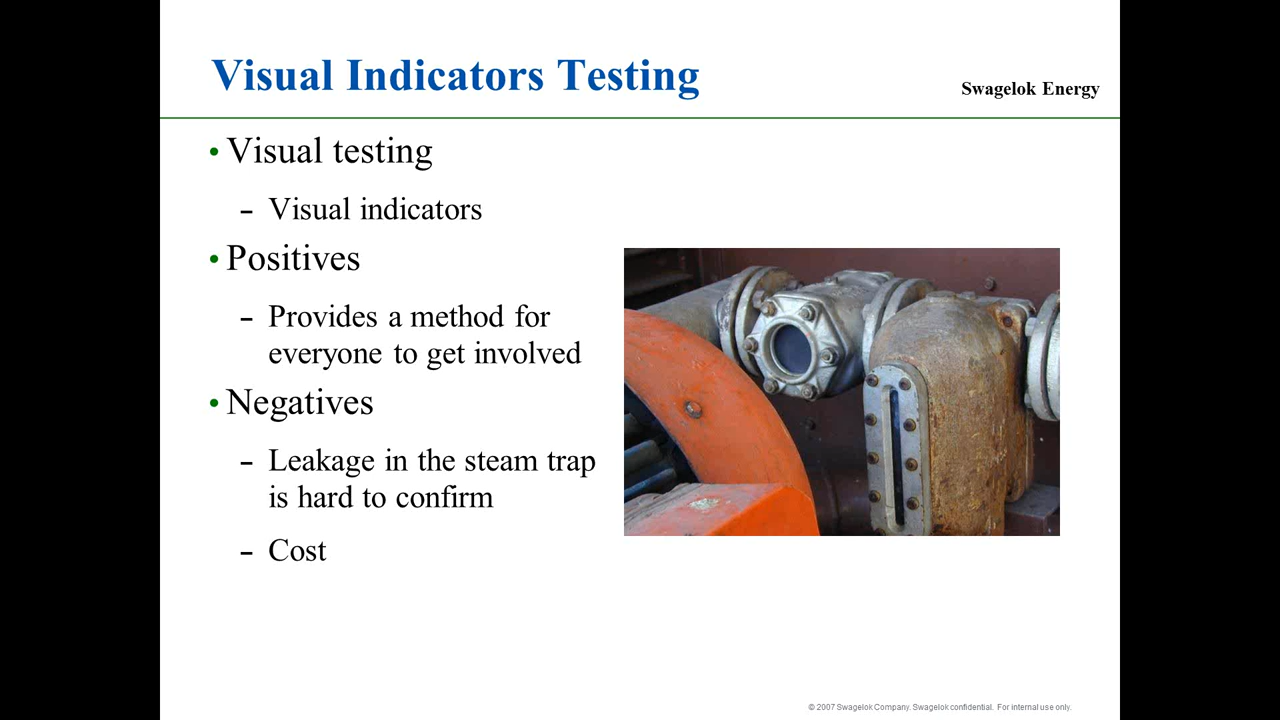 Visual Indicators Testing
Swagelok Energy
• Visual testing
– Visual indicators
• Positives
– Provides a method for
everyone to get involved
• Negatives
– Leakage in the steam trap
is hard to confirm
– Cost
© 2007 Swagelok Company. Swagelok confidential. For internal use only.